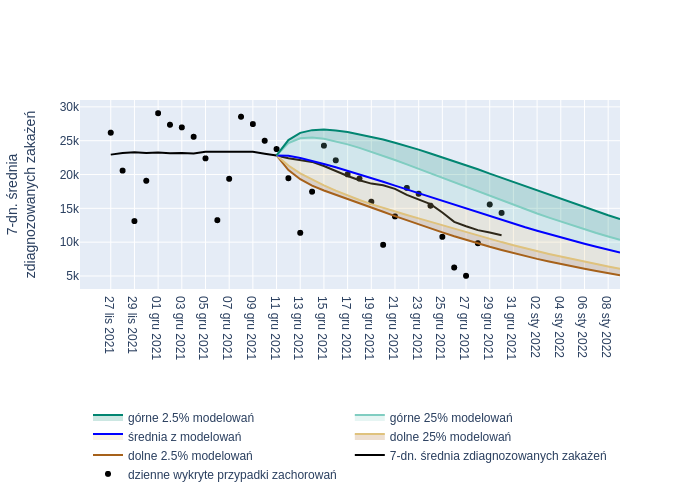 7-dn. średnia
zdiagnozowanych zakażeń
30k
25k
20k
15k
10k
5k
27 lis 2021
29 lis 2021
01 gru 2021
03 gru 2021
05 gru 2021
07 gru 2021
09 gru 2021
11 gru 2021
13 gru 2021
15 gru 2021
17 gru 2021
19 gru 2021
21 gru 2021
23 gru 2021
25 gru 2021
27 gru 2021
29 gru 2021
31 gru 2021
02 sty 2022
04 sty 2022
06 sty 2022
08 sty 2022
górne 2.5% modelowań
górne 25% modelowań
średnia z modelowań
dolne 25% modelowań
dolne 2.5% modelowań
7-dn. średnia zdiagnozowanych zakażeń
dzienne wykryte przypadki zachorowań